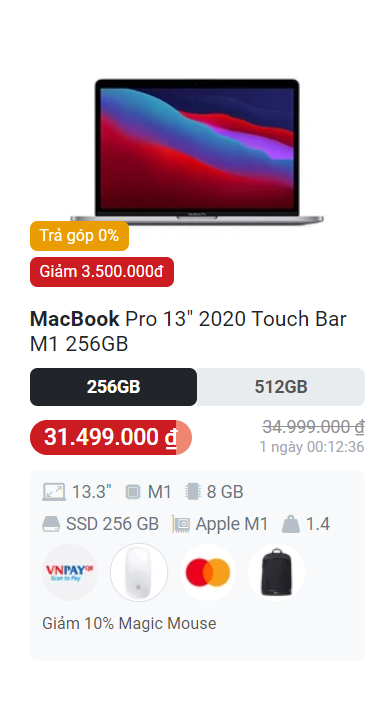 Trả góp 0%
Giảm 3.500.000đ
MacBook Pro 13" 2020 Touch Bar
M1 256GB
256GB 512GB
31.499.000 ₫ 34.999.000 ₫
1 ngày 00:12:36
13.3" M1 8 GB
SSD 256 GB Apple M1 1.4
VNPAYQR
Scan to Pay
Giảm 10% Magic Mouse